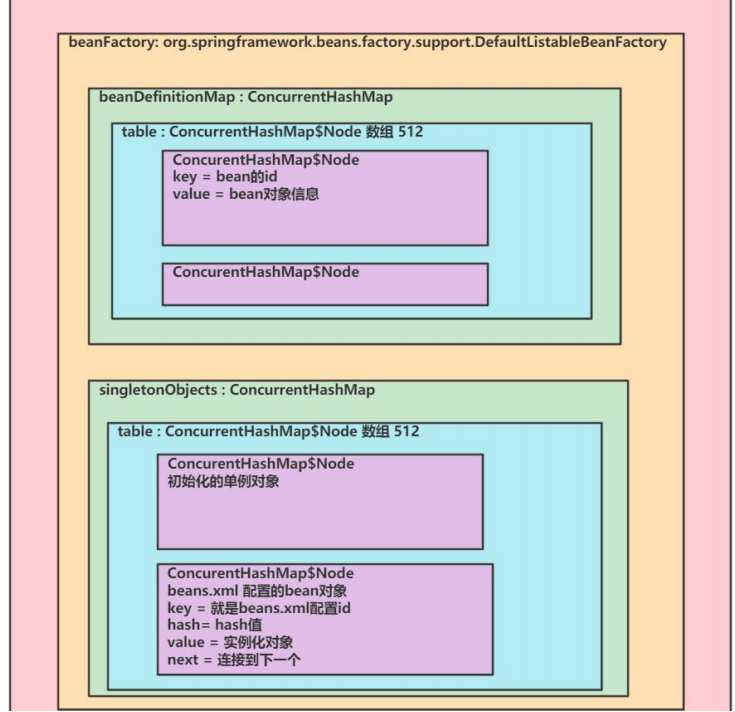 beanFactory: org.springframework.beans.factory.support.DefaultListableBeanFactory
beanDefinitionMap : ConcurrentHashMap
table : ConcurrentHashMap$Node 数组 512
ConcurentHashMap$Node
key = bean的id
value = bean对象信息
ConcurentHashMap$Node
singletonObjects : ConcurrentHashMap
table : ConcurrentHashMap$Node 数组 512
ConcurentHashMap$Node
初始化的单例对象
ConcurentHashMap$Node
beans.xml 配置的bean对象
key = 就是beans.xml配置id
hash= hash值
value = 实例化对象
next = 连接到下一个